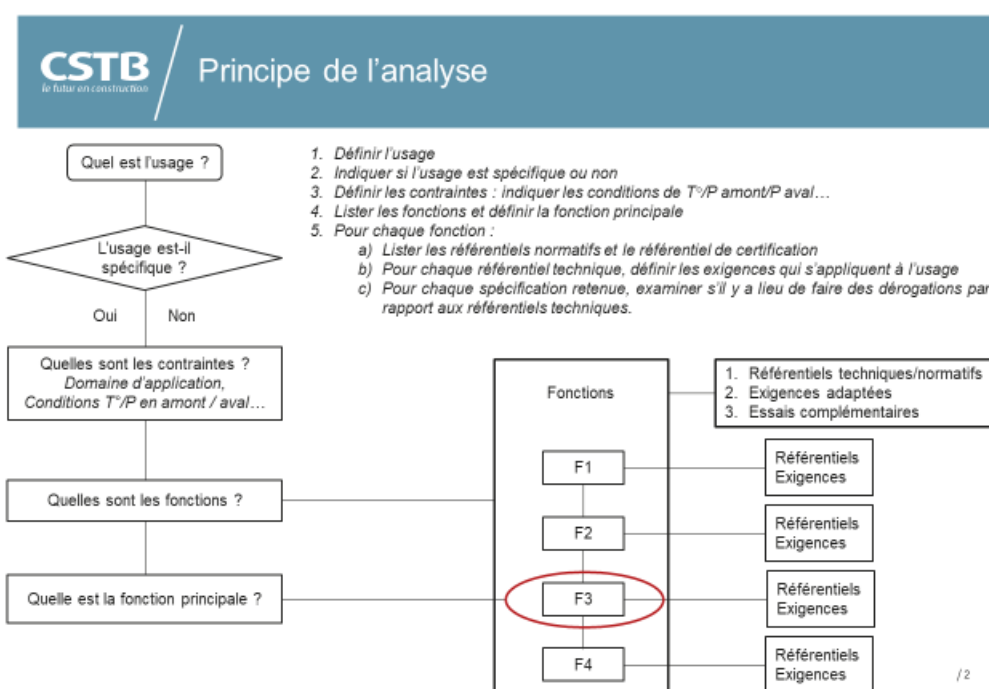 CSTB
le futur en construction
Principe de l'analyse
Quel est l'usage ?
L'usage est-il
spécifique ?
Oui
Non
Quelles sont les contraintes ?
Domaine d'application,
Conditions T°/P en amont / aval…
Quelles sont les fonctions ?
Quelle est la fonction principale ?
1. Définir l'usage
2. Indiquer si l'usage est spécifique ou non
3. Définir les contraintes : indiquer les conditions de T°/P amont/P aval…
4. Lister les fonctions et définir la fonction principale
5. Pour chaque fonction :
a) Lister les référentiels normatifs et le référentiel de certification
b) Pour chaque référentiel technique, définir les exigences qui s'appliquent à l'usage
c) Pour chaque spécification retenue, examiner s'il y a lieu de faire des dérogations par
rapport aux référentiels techniques.
Fonctions
F1
F2
F3
F4
1. Référentiels techniques/normatifs
2. Exigences adaptées
3. Essais complémentaires
Référentiels
Exigences
Référentiels
Exigences
Référentiels
Exigences
Référentiels
Exigences
/ 2